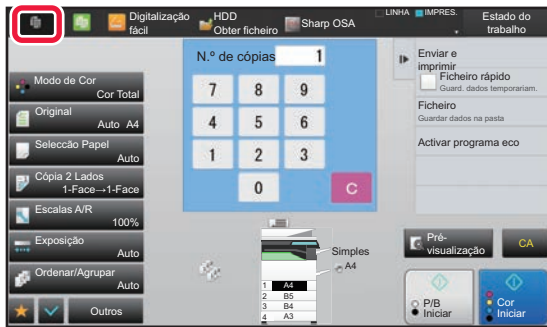 Digitalização
fácil
HDD
Obter ficheiro
Sharp OSA
LINHA
IMPRES.
Estado do
trabalho
N.º de cópias
1
7 8 9
4 5 6
1 2 3
0 C
Modo de Cor
Cor Total
Original
Auto A4
Seleccão Papel
Auto
Cópia 2 Lados
1-Face→1-Face
Escalas A/R
100%
Exposição
Auto
Ordenar/Agrupar
Auto
Outros
Simples
A4
1 A4
2 B5
3 B4
4 A3
Enviar e
imprimir
Ficheiro rápido
Guard. dados temporariam.
Ficheiro
Guardar dados na pasta
Activar programa eco
Pré-
visualização
CA
P/B
Iniciar
Cor
Iniciar